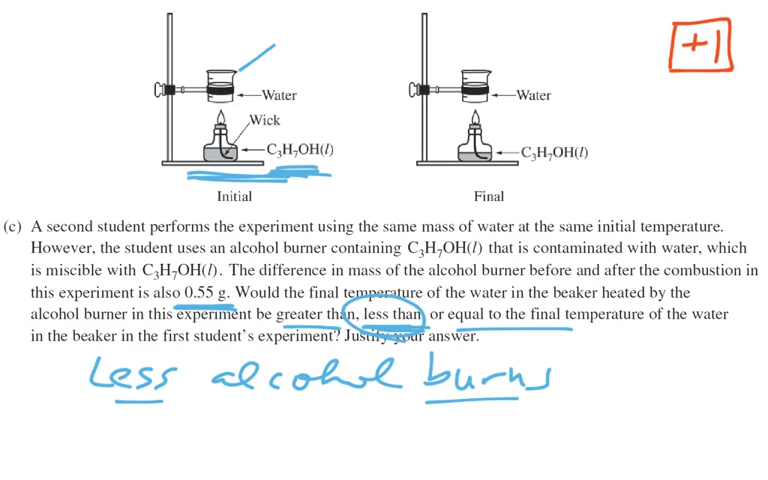 +1
Water
Water
Wick
C₃H₇OH(l)
C₃H₇OH(l)
Initial
Final
(c) A second student performs the experiment using the same mass of water at the same initial temperature.
However, the student uses an alcohol burner containing C₃H₇OH(l) that is contaminated with water, which
is miscible with C₃H₇OH(l). The difference in mass of the alcohol burner before and after the combustion in
this experiment is also 0.55 g. Would the final temperature of the water in the beaker heated by the
alcohol burner in this experiment be greater than, less than, or equal to the final temperature of the water
in the beaker in the first student's experiment? Justify your answer.
Less alcohol burns